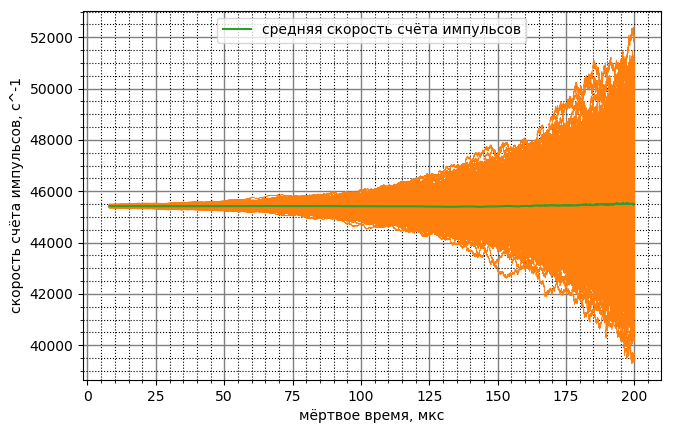 средняя скорость счёта импульсов
скорость счёта импульсов, с^-1
52000
50000
48000
46000
44000
42000
40000
0 25 50 75 100 125 150 175 200
мёртвое время, мкс